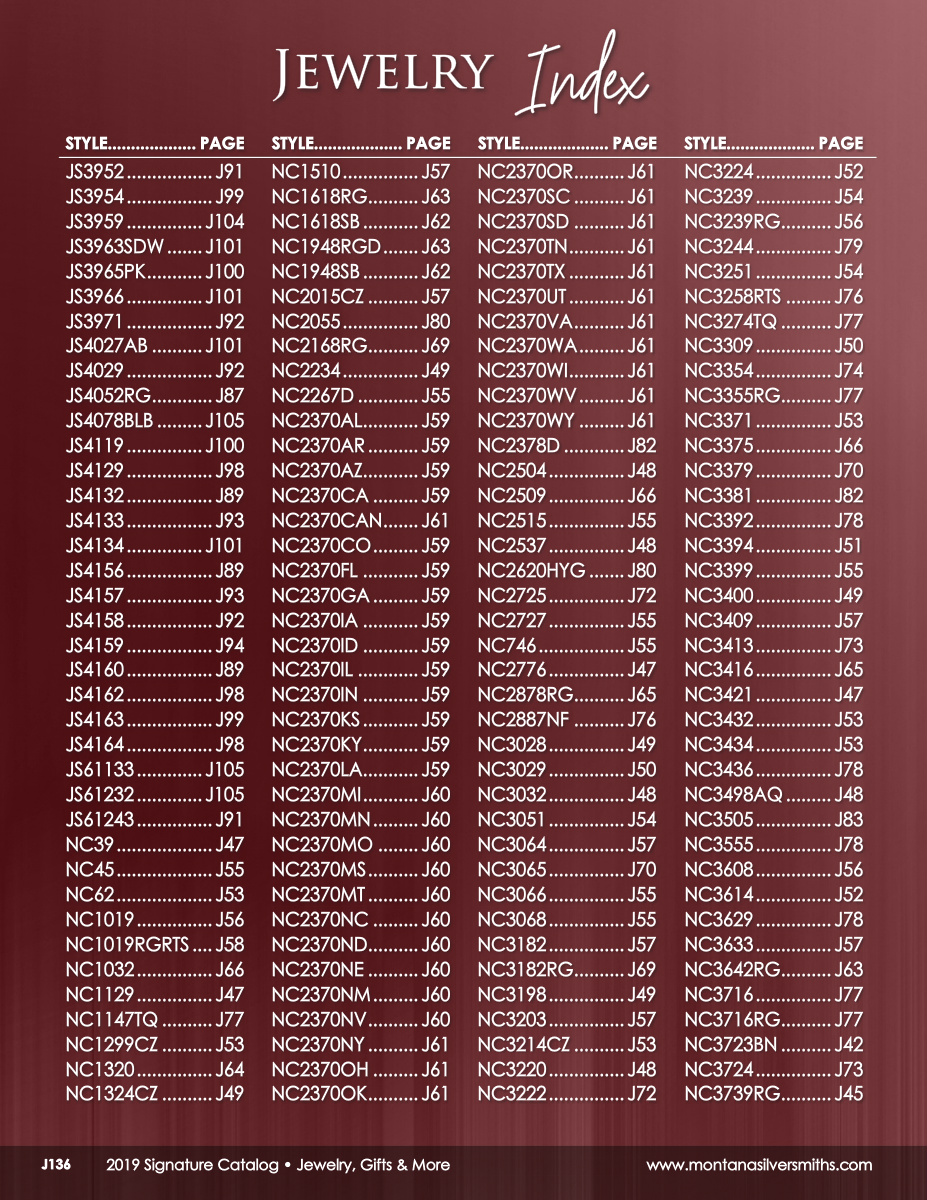 Jewelry Index
STYLE................... PAGE
JS3952................. J91
JS3954................. J99
JS3959................. J104
JS3963SDW....... J101
JS3965PK........... J100
JS3966................. J101
JS3971................. J92
JS4027AB.......... J101
JS4029................. J92
JS4052RG............ J87
JS4078BLB......... J105
JS4119................. J100
JS4129................. J98
JS4132................. J89
JS4133................. J93
JS4134................. J101
JS4156................. J89
JS4157................. J93
JS4158................. J92
JS4159................. J94
JS4160................. J89
JS4162................. J98
JS4163................. J99
JS4164................. J98
JS61133............... J105
JS61232............... J105
JS61243............... J91
NC39................... J47
NC45................... J55
NC62................... J53
NC1019............... J56
NC1019RGRTS.... J58
NC1032............... J66
NC1129............... J47
NC1147TQ.......... J77
NC1299CZ.......... J53
NC1320............... J64
NC1324CZ.......... J49
STYLE................... PAGE
NC1510............... J57
NC1618RG.......... J63
NC1618SB........... J62
NC1948RGD....... J63
NC1948SB........... J62
NC2015CZ.......... J57
NC2055............... J80
NC2168RG.......... J69
NC2234............... J49
NC2267D............ J55
NC2370AL........... J59
NC2370AR.......... J59
NC2370AZ........... J59
NC2370CA......... J59
NC2370CAN....... J61
NC2370CO......... J59
NC2370FL........... J59
NC2370GA......... J59
NC2370IA........... J59
NC2370ID........... J59
NC2370IL............ J59
NC2370IN........... J59
NC2370KS........... J59
NC2370KY........... J59
NC2370LA........... J59
NC2370MI........... J60
NC2370MN......... J60
NC2370MO........ J60
NC2370MS.......... J60
NC2370MT.......... J60
NC2370NC......... J60
NC2370ND......... J60
NC2370NE.......... J60
NC2370NM......... J60
NC2370NV.......... J60
NC2370NY.......... J61
NC2370OH......... J61
NC2370OK.......... J61
STYLE................... PAGE
NC2370OR.......... J61
NC2370SC.......... J61
NC2370SD.......... J61
NC2370TN........... J61
NC2370TX........... J61
NC2370UT........... J61
NC2370VA.......... J61
NC2370WA......... J61
NC2370WI.......... J61
NC2370WV......... J61
NC2370WY......... J61
NC2378D............ J82
NC2504............... J48
NC2509............... J66
NC2515............... J55
NC2537............... J48
NC2620HYG....... J80
NC2725............... J72
NC2727............... J55
NC746................. J55
NC2776............... J47
NC2878RG.......... J65
NC2887NF.......... J76
NC3028............... J49
NC3029............... J50
NC3032............... J48
NC3051............... J54
NC3064............... J57
NC3065............... J70
NC3066............... J55
NC3068............... J55
NC3182............... J57
NC3182RG.......... J69
NC3198............... J49
NC3203............... J57
NC3214CZ.......... J53
NC3220............... J48
NC3222............... J72
STYLE................... PAGE
NC3224............... J52
NC3239............... J54
NC3239RG.......... J56
NC3244............... J79
NC3251............... J54
NC3258RTS......... J76
NC3274TQ.......... J77
NC3309............... J50
NC3354............... J74
NC3355RG.......... J77
NC3371............... J53
NC3375............... J66
NC3379............... J70
NC3381............... J82
NC3392............... J78
NC3394............... J51
NC3399............... J55
NC3400............... J49
NC3409............... J57
NC3413............... J73
NC3416............... J65
NC3421............... J47
NC3432............... J53
NC3434............... J53
NC3436............... J78
NC3498AQ......... J48
NC3505............... J83
NC3555............... J78
NC3608............... J56
NC3614............... J52
NC3629............... J78
NC3633............... J57
NC3642RG.......... J63
NC3716............... J77
NC3716RG.......... J77
NC3723BN.......... J42
NC3724............... J73
NC3739RG.......... J45
J136 2019 Signature Catalog • Jewelry, Gifts & More www.montanasilversmiths.com